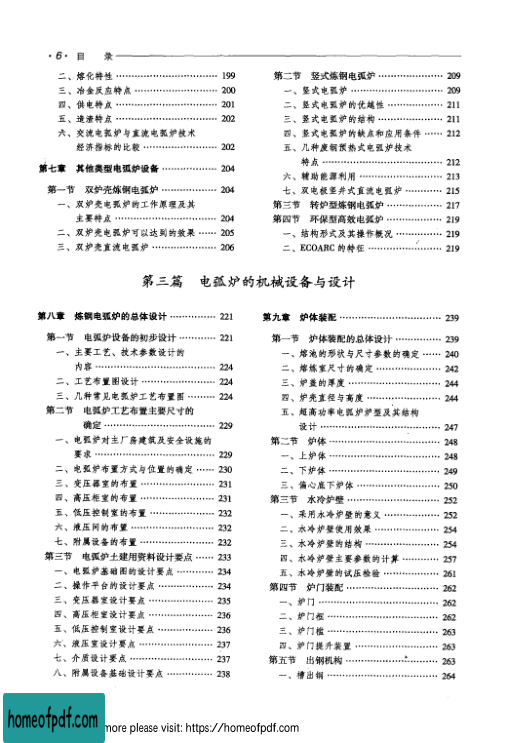 ·6· 目 录
二、熔化特性 …………………………… 199
三、冶金反应特点 ……………………… 200
四、供电特点 …………………………… 201
五、造渣特点 …………………………… 202
六、交流电弧炉与直流电弧炉技术
经济指标的比较 …………………… 202
第七章 其他类型电弧炉设备 …………… 204
第一节 双炉壳炼钢电弧炉 …………… 204
一、双炉壳电弧炉的工作原理及其
主要特点 …………………………… 204
二、双炉壳电弧炉可以达到的效果 …… 205
三、双炉壳直流电弧炉 ………………… 206
第二节 竖式炼钢电弧炉 ……………… 209
一、竖式电弧炉 ………………………… 209
二、竖式电弧炉的优越性 ……………… 211
三、竖式电弧炉的结构 ………………… 211
四、竖式电弧炉的缺点和应用条件 …… 212
五、几种废钢预热式电弧炉技术
特点 ………………………………… 212
六、辅助能源利用 ……………………… 213
七、双电极竖井式直流电弧炉 ………… 215
第三节 转炉型炼钢电弧炉 …………… 217
第四节 环保型高效电弧炉 …………… 219
一、结构形式及其操作概况 …………… 219
二、ECOARC 的特征 …………………… 219
第三篇 电弧炉的机械设备与设计
第八章 炼钢电弧炉的总体设计 ………… 221
第一节 电弧炉设备的初步设计 ……… 221
一、主要工艺、技术参数设计的
内容 ………………………………… 224
二、工艺布置图设计 …………………… 224
三、几种常见电弧炉工艺布置图 ……… 224
第二节 电弧炉工艺布置主要尺寸的
确定 ………………………………… 229
一、电弧炉对主厂房建筑及安全设施的
要求 ………………………………… 229
二、电弧炉布置方式与位置的确定 …… 230
三、变压器室的布置 …………………… 231
四、高压柜室的布置 …………………… 231
五、低压控制室的布置 ………………… 232
六、液压间的布置 ……………………… 232
七、附属设备的布置 …………………… 232
第三节 电弧炉土建用资料设计要点 …… 233
一、电弧炉基础图的设计要点 ………… 234
二、操作平台的设计要点 ……………… 234
三、变压器室设计要点 ………………… 235
四、高压柜室设计要点 ………………… 236
五、低压控制室设计要点 ……………… 236
六、液压室设计要点 …………………… 237
七、介质设计要点 ……………………… 237
八、附属设备基础设计要点 …………… 238
第九章 炉体装配 ………………………… 239
第一节 炉体装配的总体设计 ………… 239
一、熔池的形状与尺寸参数的确定 …… 240
二、熔炼室尺寸的确定 ………………… 242
三、炉盖的厚度 ………………………… 244
四、炉壳直径与高度 …………………… 244
五、超高功率电弧炉炉型及其结构
设计 ………………………………… 247
第二节 炉体 …………………………… 248
一、上炉体 ……………………………… 248
二、下炉体 ……………………………… 249
三、偏心底下炉体 ……………………… 250
第三节 水冷炉壁 ……………………… 252
一、采用水冷炉壁的意义 ……………… 252
二、水冷炉壁使用效果 ………………… 254
三、水冷炉壁的结构 …………………… 254
四、水冷炉壁主要参数的计算 ………… 257
五、水冷炉壁的试压检验 ……………… 261
第四节 炉门装配 ……………………… 262
一、炉门 ………………………………… 262
二、炉门框 ……………………………… 262
三、炉门槛 ……………………………… 263
四、炉门提升装置 ……………………… 263
第五节 出钢机构 ……………………… 263
一、槽出钢 ……………………………… 264
homeofpdf.com
more please visit: https://homeofpdf.com